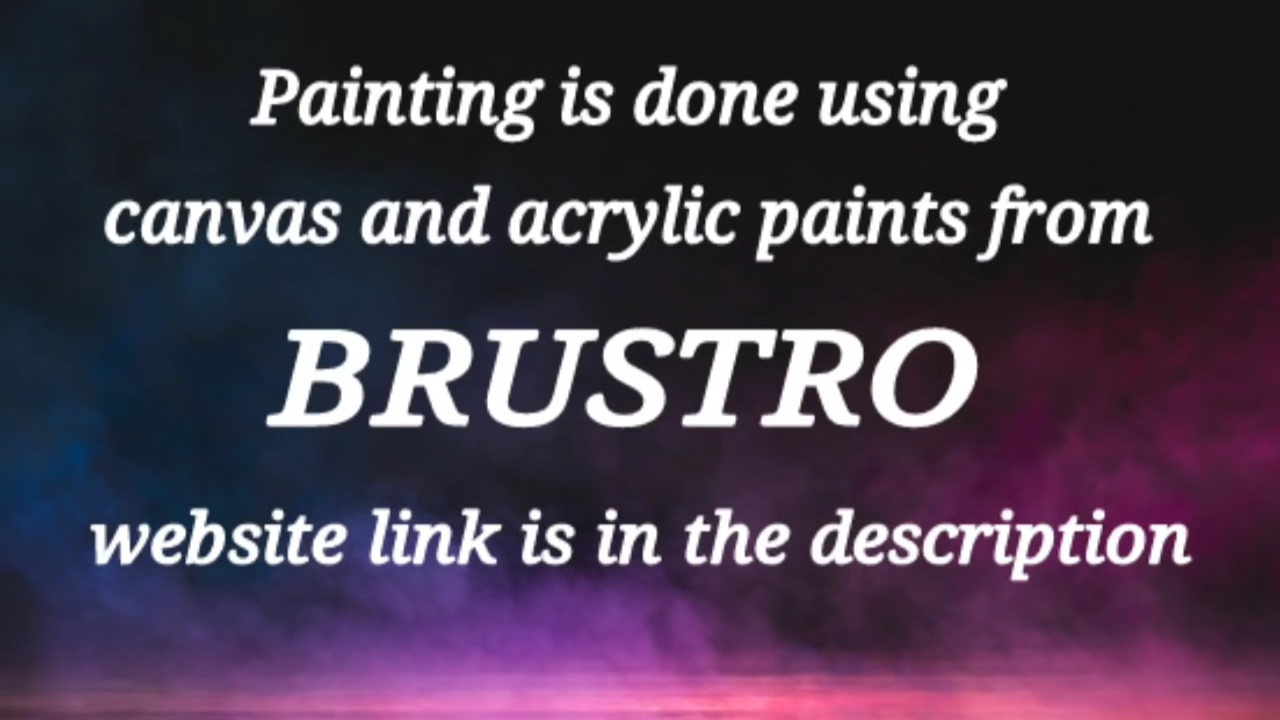 Painting is done using
canvas and acrylic paints from
BRUSTRO
website link is in the description